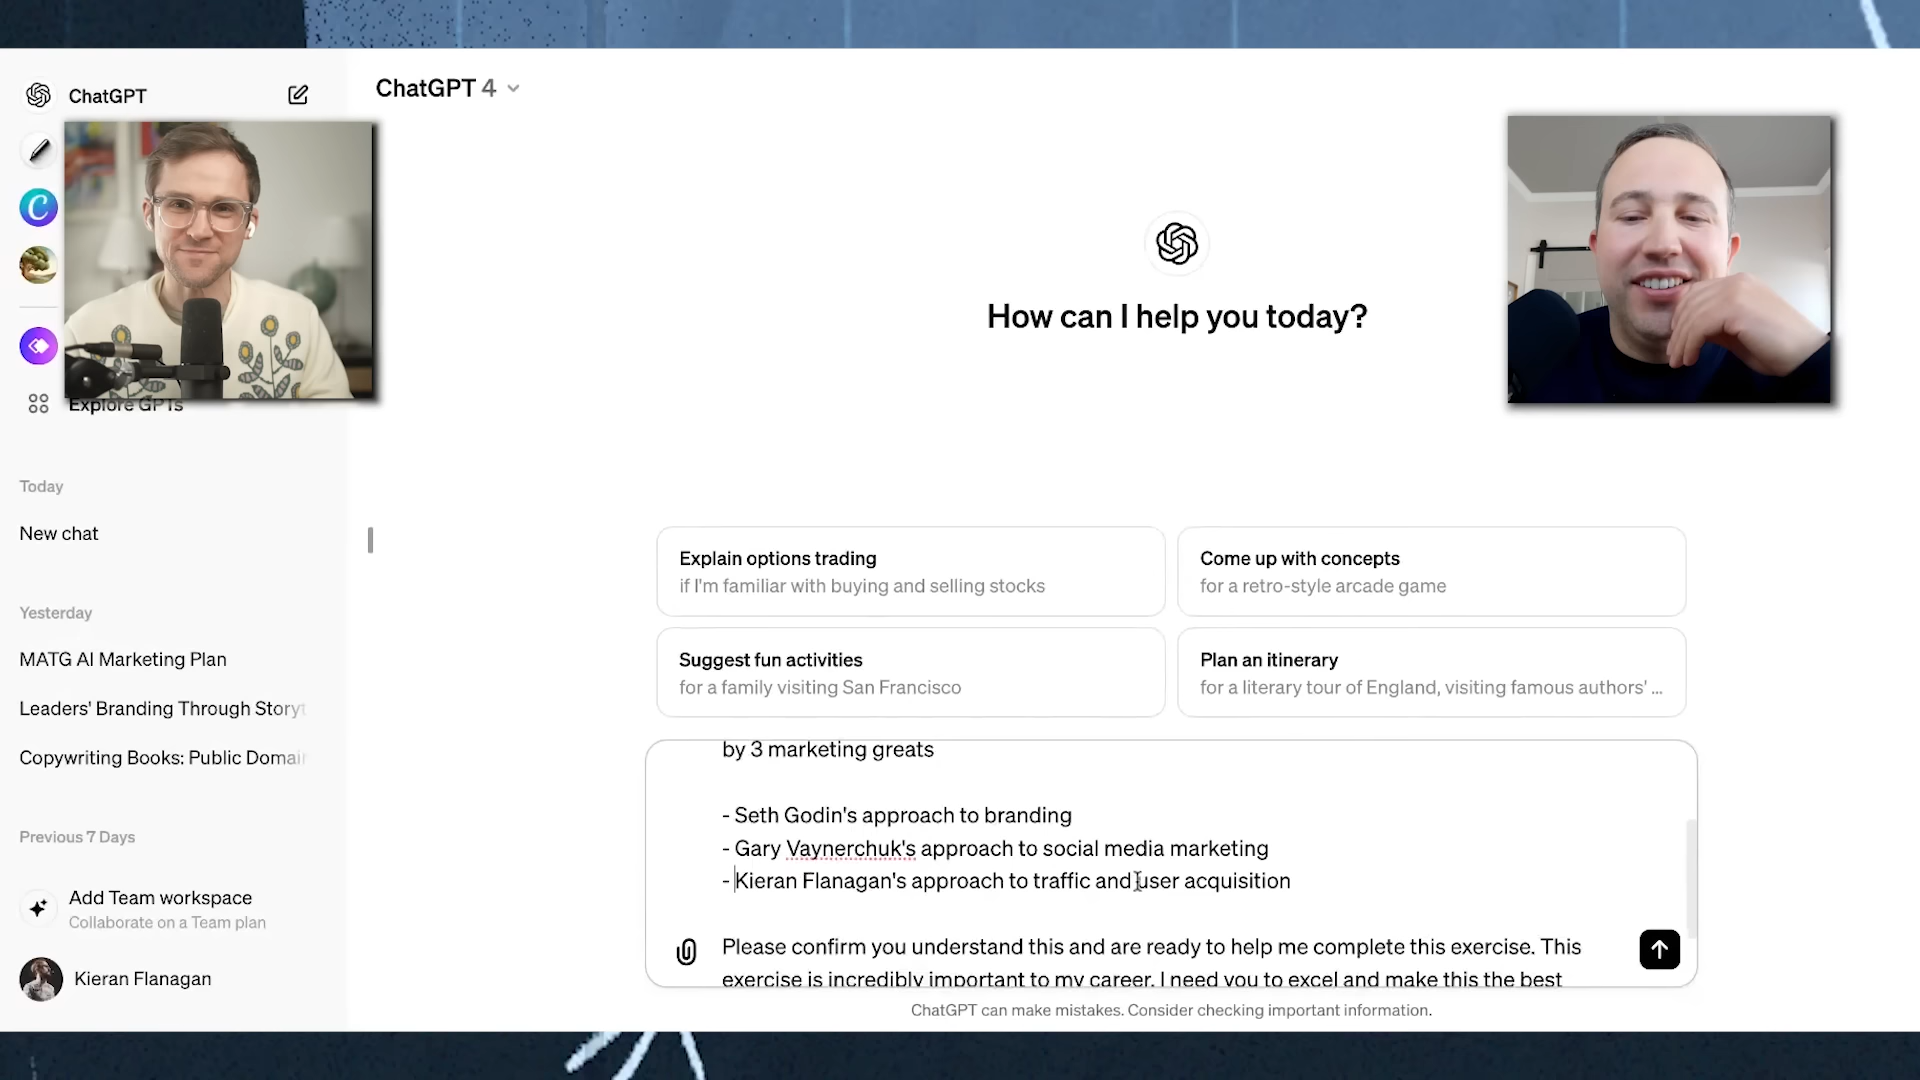 ChatGPT
ChatGPT 4
Explore GPTs
Today
New chat
Yesterday
MATG AI Marketing Plan
Leaders' Branding Through Story
Copywriting Books: Public Domain
Previous 7 Days
Add Team workspace
Collaborate on a Team plan
Kieran Flanagan
How can I help you today?
Explain options trading
if I'm familiar with buying and selling stocks
Come up with concepts
for a retro-style arcade game
Suggest fun activities
for a family visiting San Francisco
Plan an itinerary
for a literary tour of England, visiting famous authors' ...
by 3 marketing greats
- Seth Godin's approach to branding
- Gary Vaynerchuk's approach to social media marketing
- Kieran Flanagan's approach to traffic and user acquisition
Please confirm you understand this and are ready to help me complete this exercise. This
exercise is incredibly important to my career. I need you to excel and make this the best
ChatGPT can make mistakes. Consider checking important information.